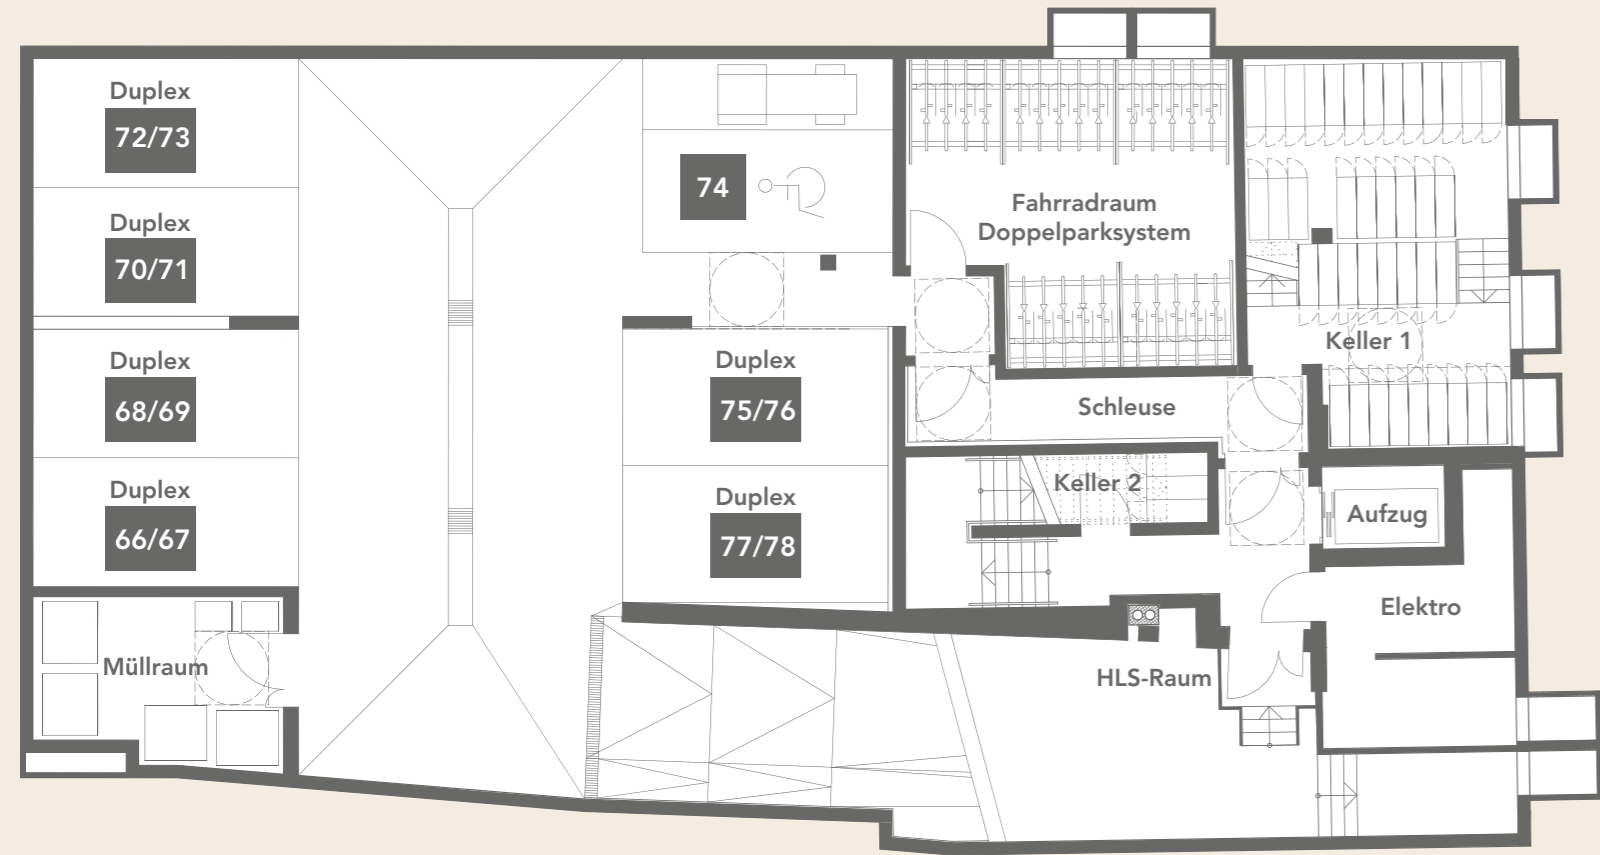 Duplex
72/73
Duplex
70/71
Duplex
68/69
Duplex
66/67
Müllraum
74
Duplex
75/76
Duplex
77/78
Fahrradraum
Doppelparksystem
Keller 1
Schleuse
Keller 2
Aufzug
Elektro
HLS-Raum